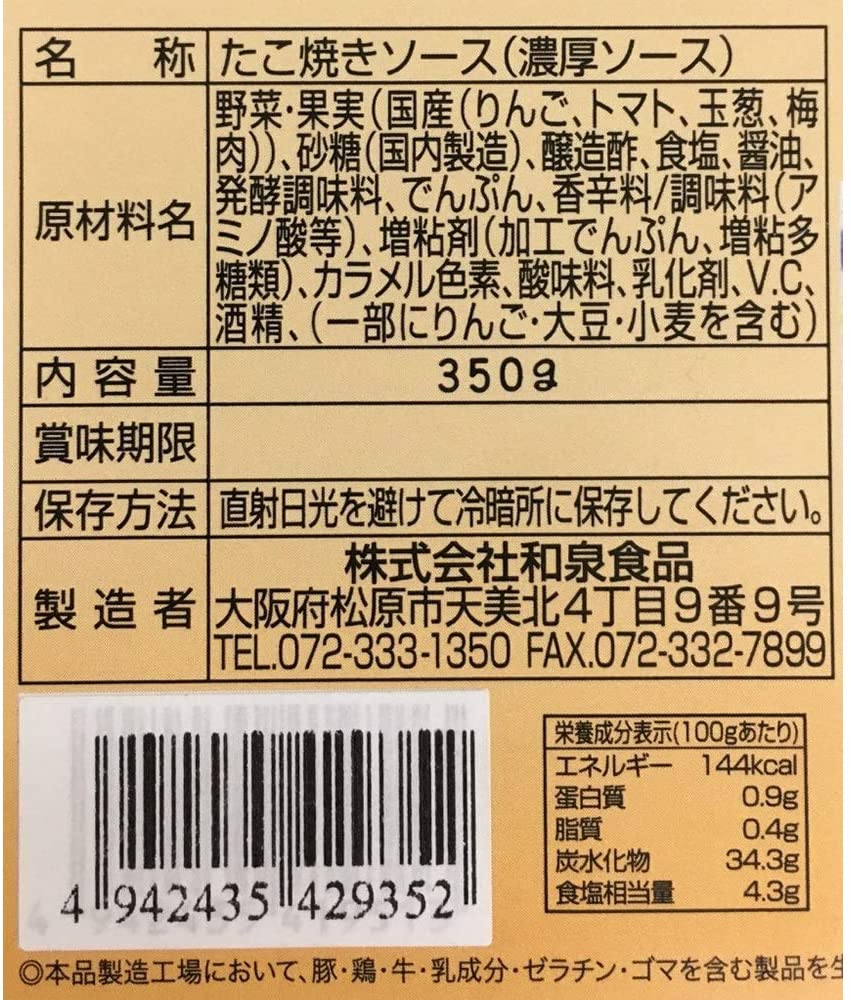 名称 たこ焼きソース(濃厚ソース)
原材料名 野菜・果実(国産(りんご、トマト、玉葱、梅
肉))、砂糖(国内製造)、醸造酢、食塩、醤油、
発酵調味料、でんぷん、香辛料/調味料(ア
ミノ酸等)、増粘剤(加工でんぷん、増粘多
糖類)、カラメル色素、酸味料、乳化剤、V.C、
酒精、(一部にりんご・大豆・小麦を含む)
内容量 350g
賞味期限
保存方法 直射日光を避けて冷暗所に保存してください。
製造者 株式会社和泉食品
大阪府松原市天美北4丁目9番9号
TEL.072-333-1350 FAX.072-332-7899
4 942435 429352
栄養成分表示(100gあたり)
エネルギー 144kcal
蛋白質 0.9g
脂質 0.4g
炭水化物 34.3g
食塩相当量 4.3g
◎本品製造工場において、豚・鶏・牛・乳成分・ゼラチン・ゴマを含む製品を生